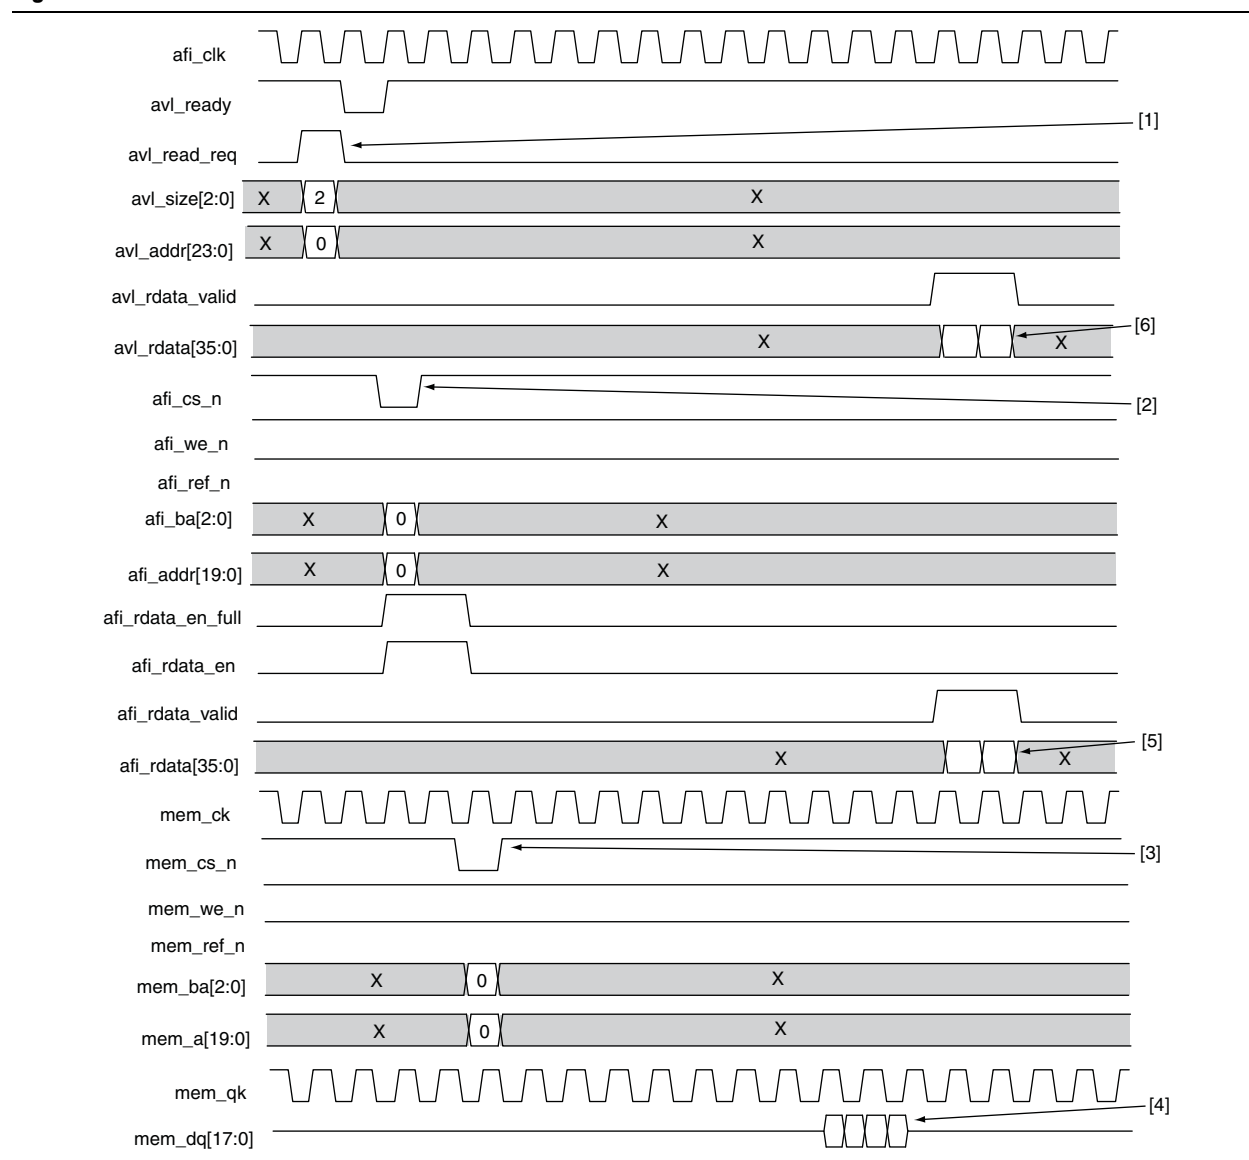 afi_clk
avl_ready
[1]
avl_read_req
avl_size[2:0] X 2 X
avl_addr[23:0] X 0 X
avl_rdata_valid
[6]
avl_rdata[35:0] X X
afi_cs_n
[2]
afi_we_n
afi_ref_n
afi_ba[2:0] X 0 X
afi_addr[19:0] X 0 X
afi_rdata_en_full
afi_rdata_en
afi_rdata_valid
[5]
afi_rdata[35:0] X X
mem_ck
mem_cs_n [3]
mem_we_n
mem_ref_n
mem_ba[2:0] X 0 X
mem_a[19:0] X 0 X
mem_qk
[4]
mem_dq[17:0]